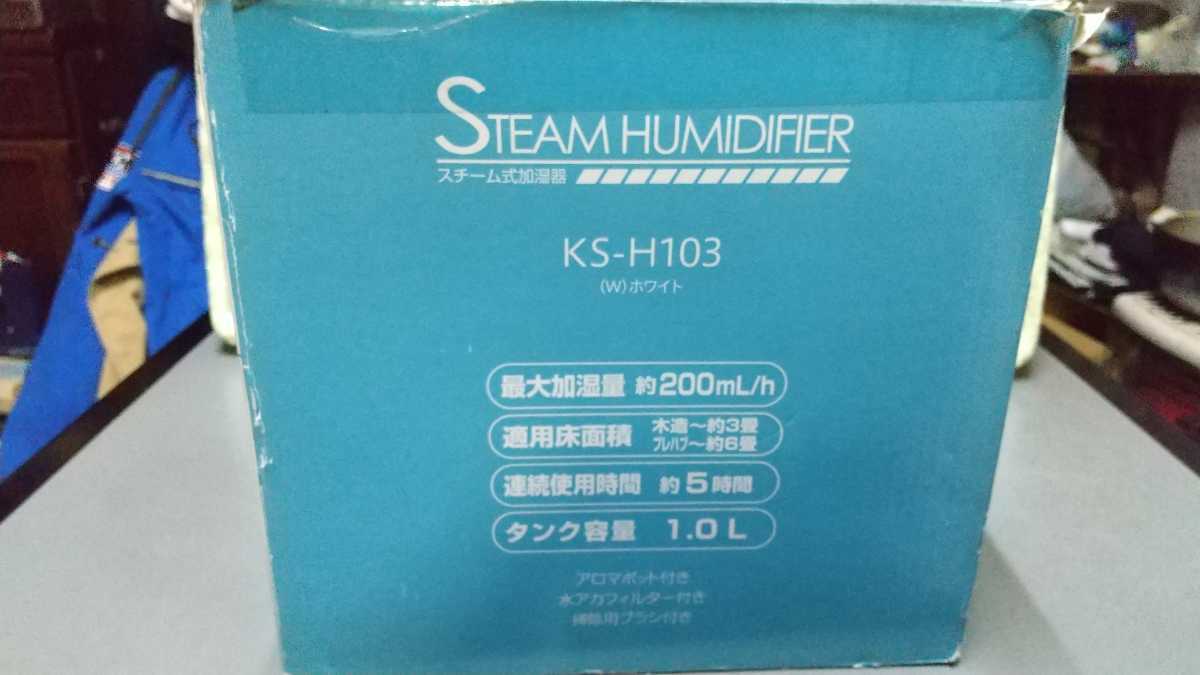 STEAM HUMIDIFIER
スチーム式加湿器
KS-H103
(W)ホワイト
最大加湿量 約200mL/h
適用床面積 木造〜約3畳
プレハブ〜約6畳
連続使用時間 約5時間
タンク容量 1.0L
アロマポット付き
水アカフィルター付き
掃除用ブラシ付き